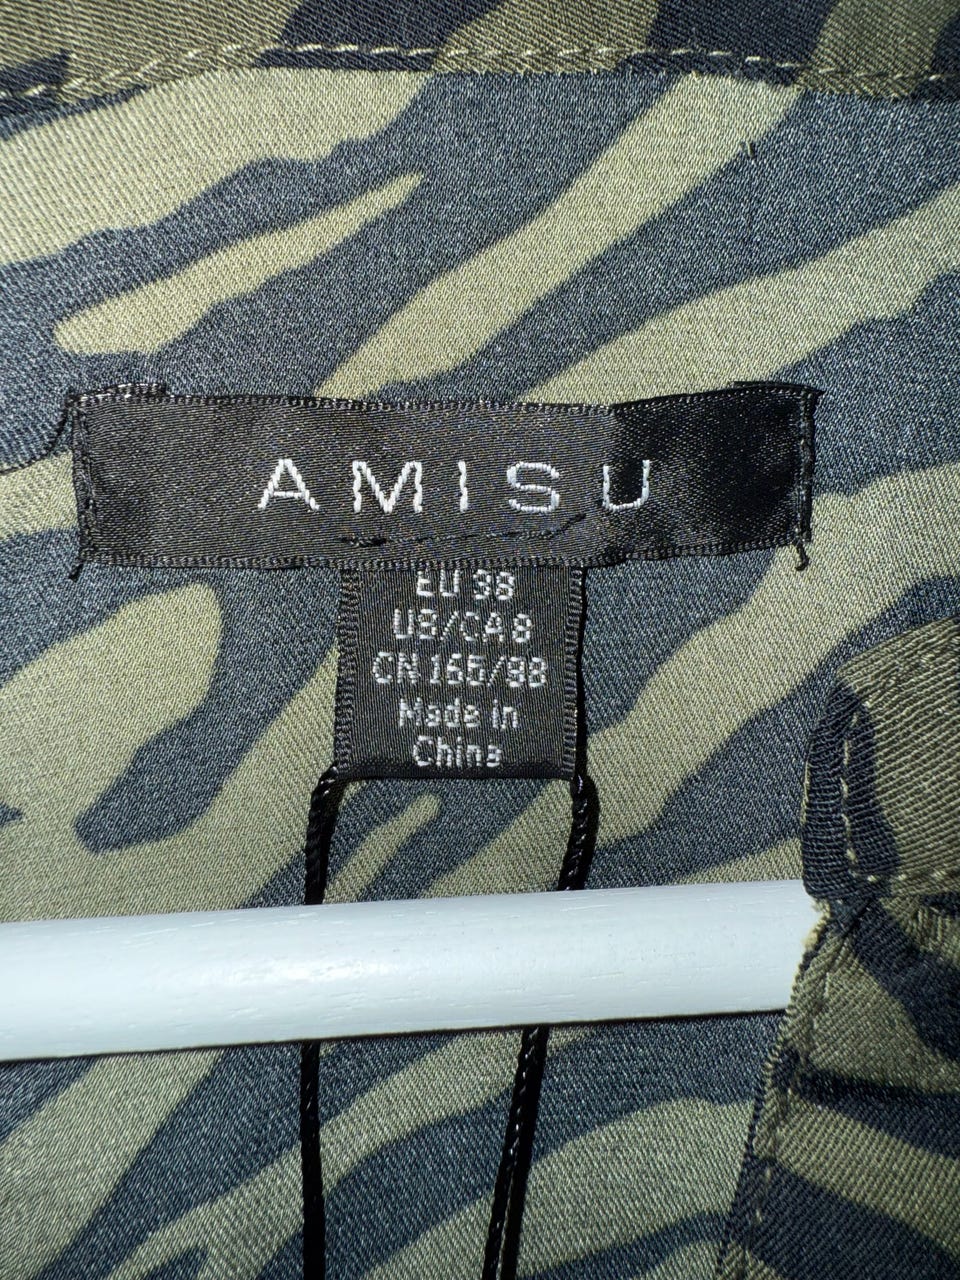 AMISU
EU 38
US/CA 8
CN 165/88
Made in
China